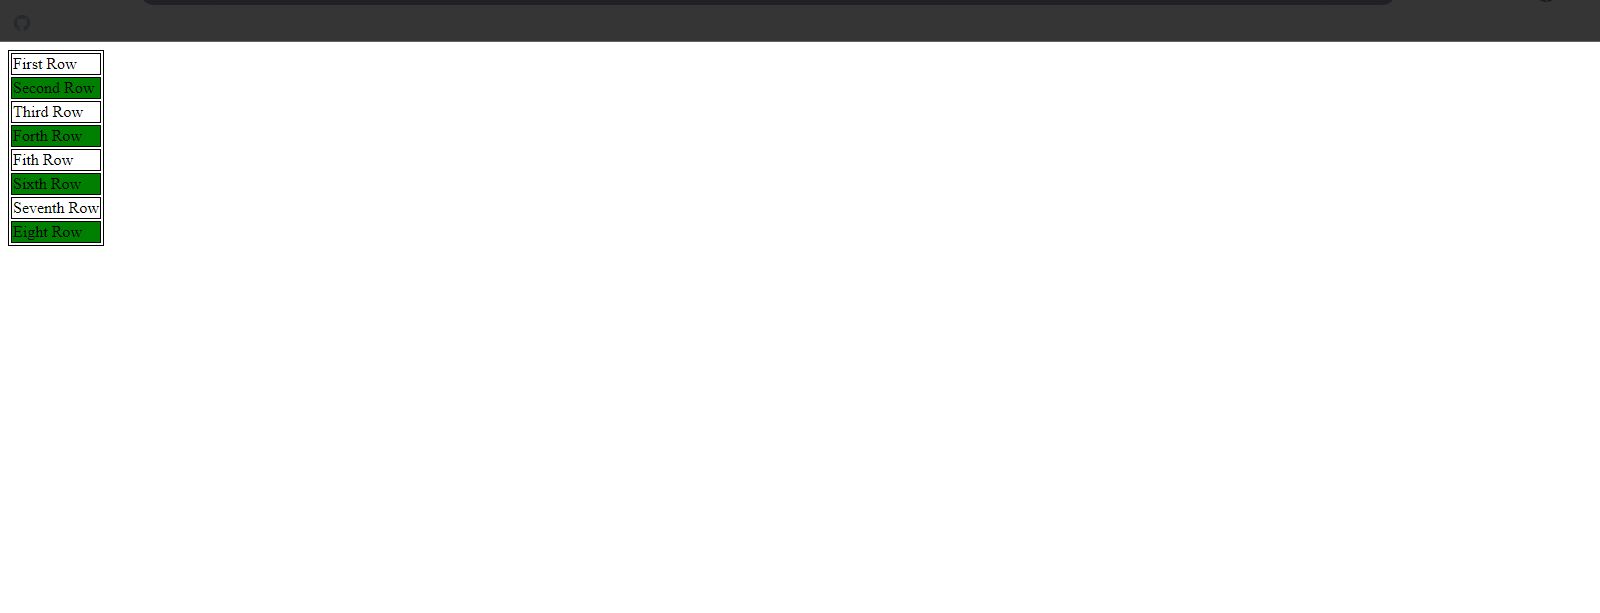 First Row
Second Row
Third Row
Forth Row
Fith Row
Sixth Row
Seventh Row
Eight Row